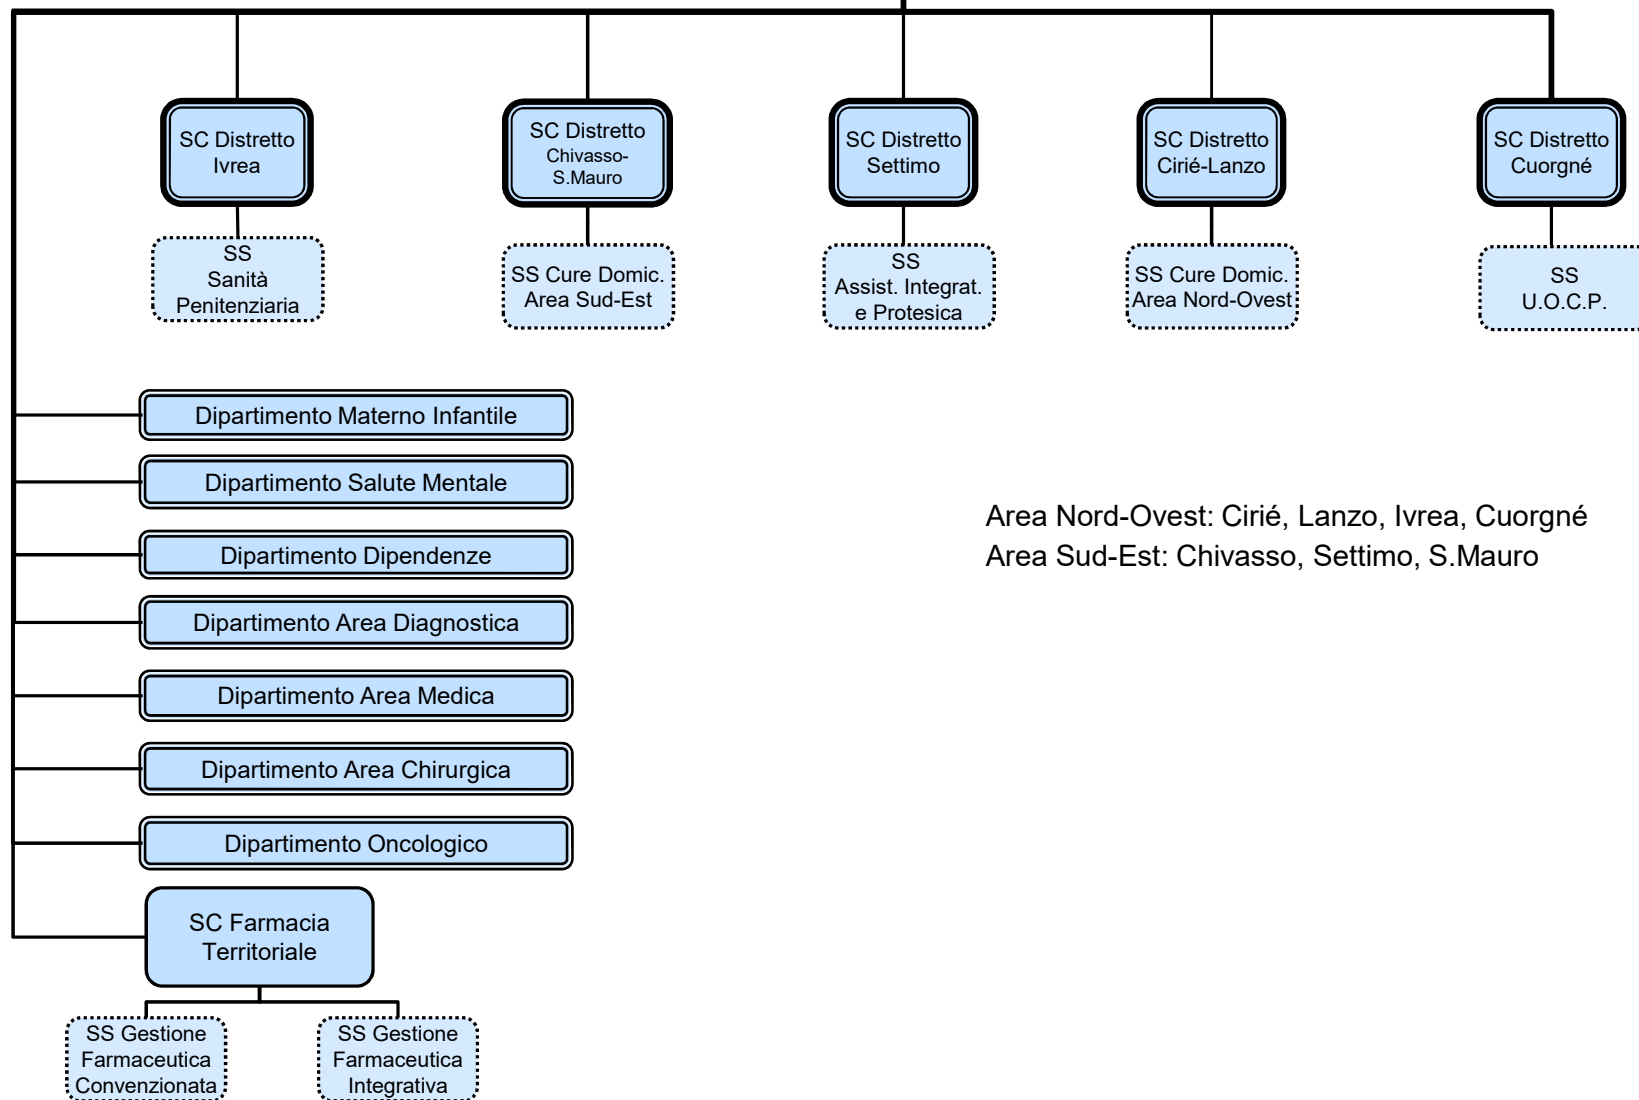 SC Distretto
Ivrea
SC Distretto
Chivasso-
S.Mauro
SC Distretto
Settimo
SC Distretto
Cirié-Lanzo
SC Distretto
Cuorgné
SS
Sanità
Penitenziaria
SS Cure Domic.
Area Sud-Est
SS
Assist. Integrat.
e Protesica
SS Cure Domic.
Area Nord-Ovest
SS
U.O.C.P.
Dipartimento Materno Infantile
Dipartimento Salute Mentale
Dipartimento Dipendenze
Dipartimento Area Diagnostica
Dipartimento Area Medica
Dipartimento Area Chirurgica
Dipartimento Oncologico
Area Nord-Ovest: Cirié, Lanzo, Ivrea, Cuorgné
Area Sud-Est: Chivasso, Settimo, S.Mauro
SC Farmacia
Territoriale
SS Gestione
Farmaceutica
Convenzionata
SS Gestione
Farmaceutica
Integrativa